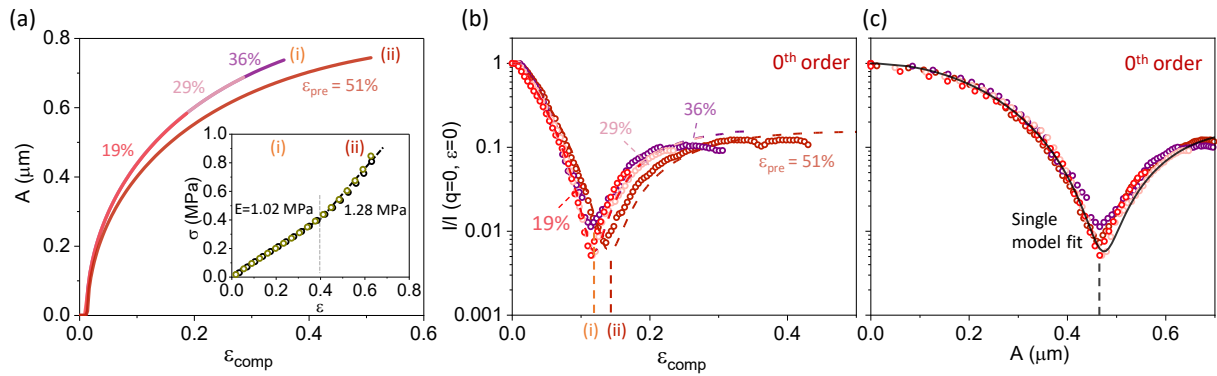 (a)
0.8
0.6
0.4
0.2
0.0
A (μm)
0.0
0.2
0.4
0.6
εcomp
19%
29%
36%
(i)
(ii)
εpre = 51%
1.0
0.8
0.6
0.4
0.2
0.0
σ (MPa)
0.0
0.2
0.4
0.6
0.8
ε
(i)
(ii)
E=1.02 MPa
1.28 MPa
(b)
1
0.1
0.01
0.001
I/I (q=0, ε=0)
0.0
0.2
0.4
εcomp
0th order
29%
36%
εpre = 51%
19%
(i)
(ii)
(c)
0th order
Single
model fit
0.0
0.2
0.4
0.6
A (μm)